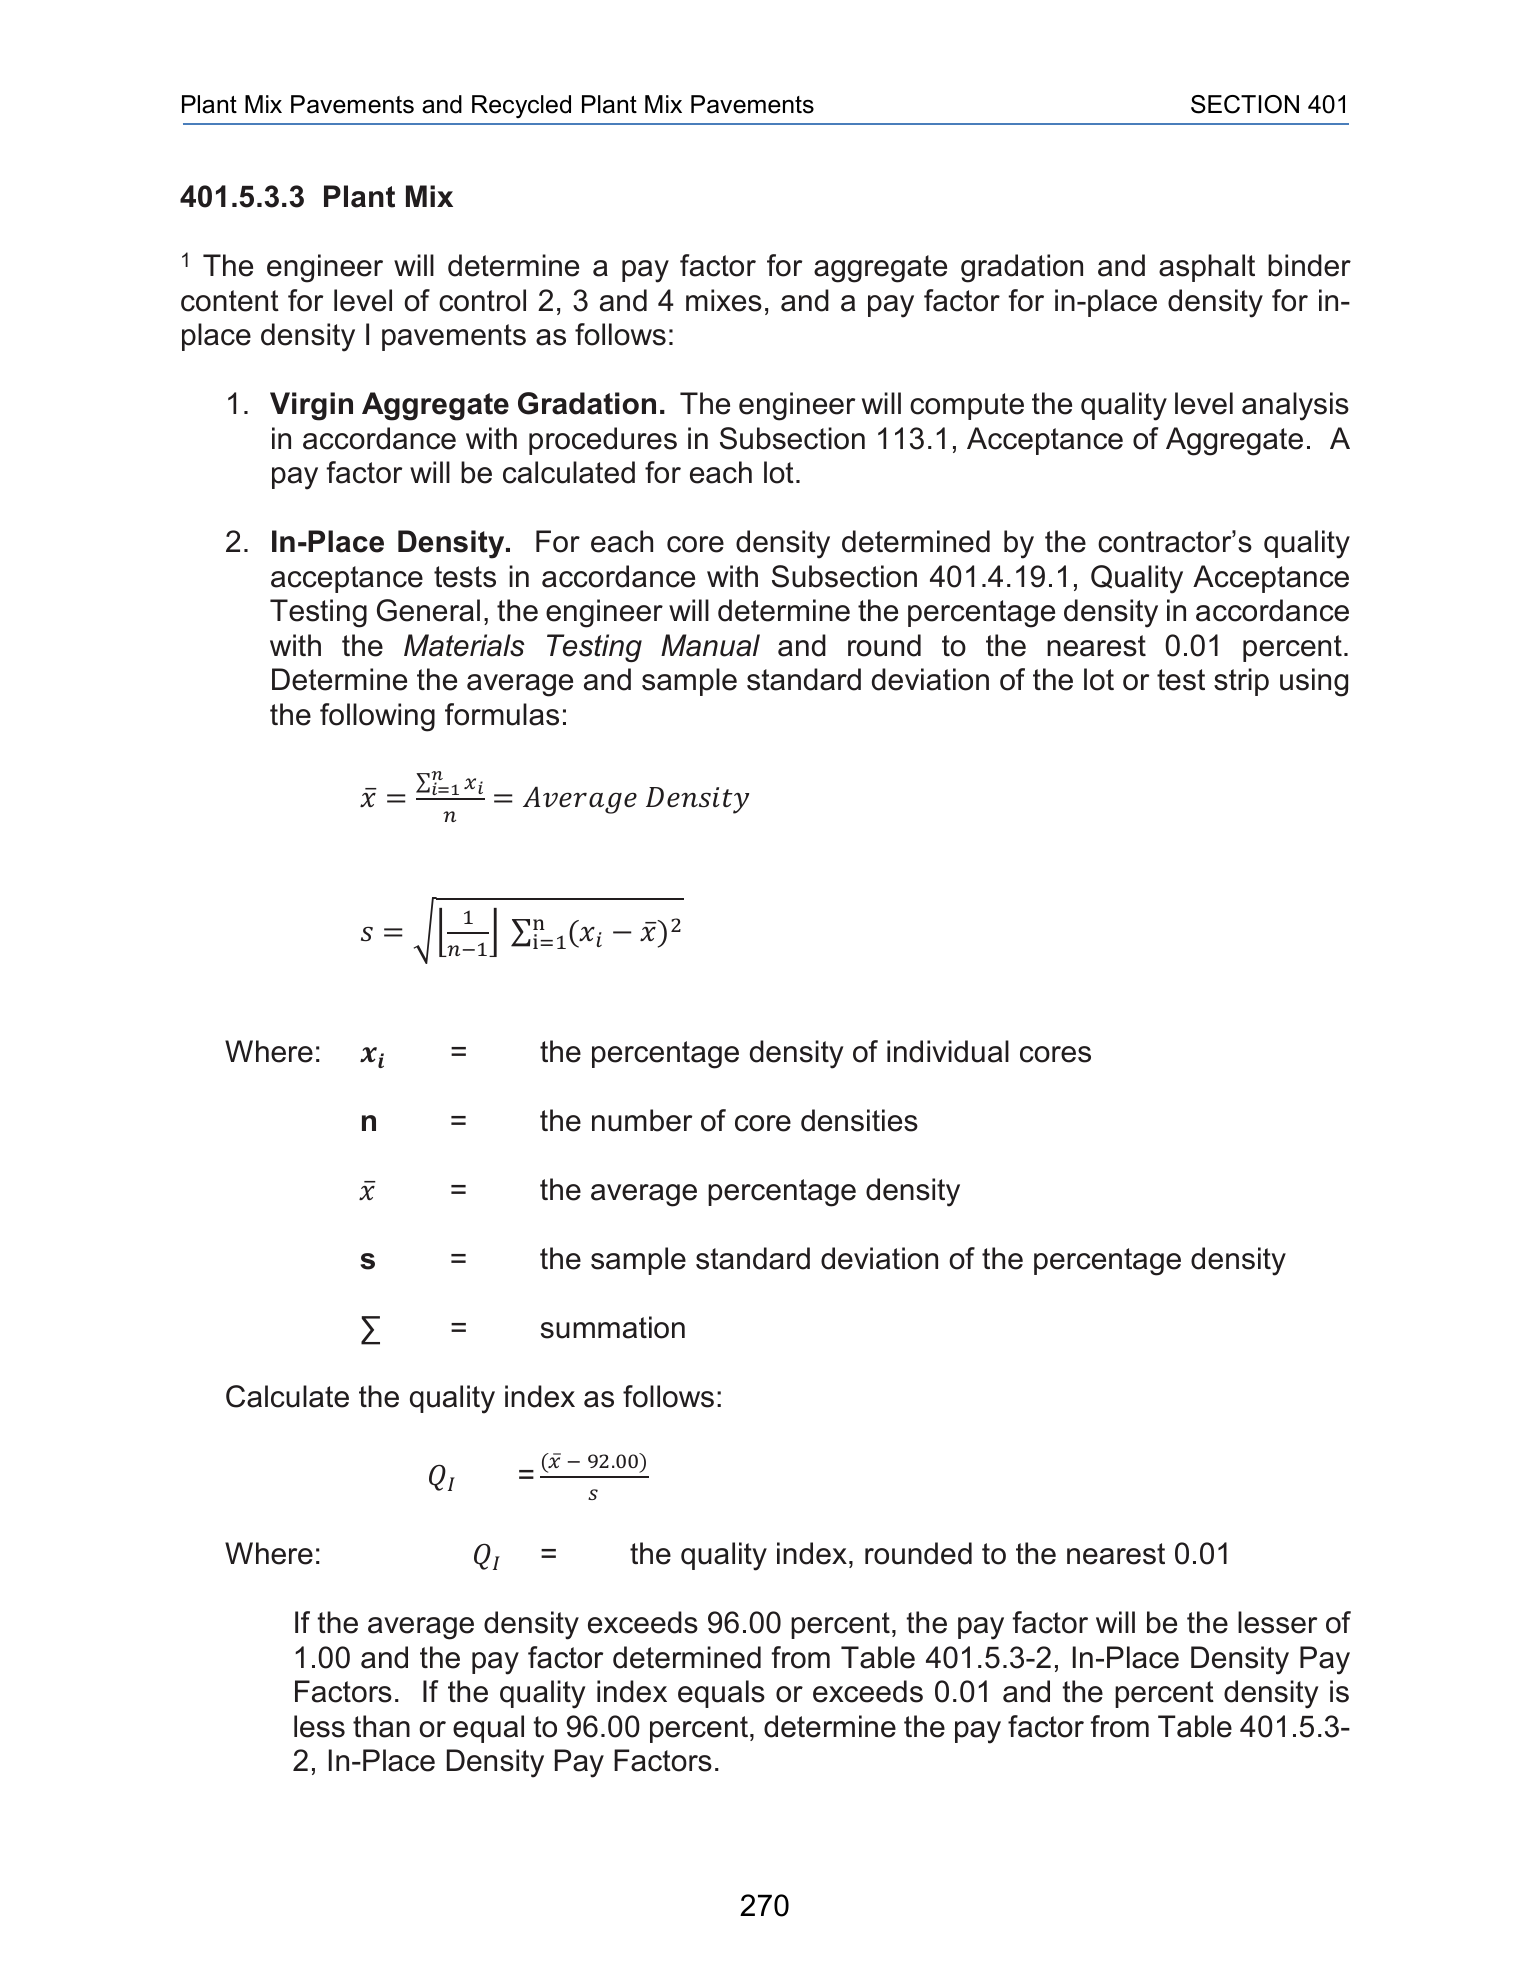 Plant Mix Pavements and Recycled Plant Mix Pavements SECTION 401
401.5.3.3 Plant Mix
¹ The engineer will determine a pay factor for aggregate gradation and asphalt binder
content for level of control 2, 3 and 4 mixes, and a pay factor for in-place density for in-
place density I pavements as follows:
1. Virgin Aggregate Gradation. The engineer will compute the quality level analysis
in accordance with procedures in Subsection 113.1, Acceptance of Aggregate. A
pay factor will be calculated for each lot.
2. In-Place Density. For each core density determined by the contractor’s quality
acceptance tests in accordance with Subsection 401.4.19.1, Quality Acceptance
Testing General, the engineer will determine the percentage density in accordance
with the Materials Testing Manual and round to the nearest 0.01 percent.
Determine the average and sample standard deviation of the lot or test strip using
the following formulas:
x̄ = \frac{∑_{i=1}^{n} x_i}{n} = Average Density
s = \sqrt{⌊\frac{1}{n−1}⌋ ∑_{i=1}^{n}(x_i − x̄)^2}
Where: x_i = the percentage density of individual cores
n = the number of core densities
x̄ = the average percentage density
s = the sample standard deviation of the percentage density
∑ = summation
Calculate the quality index as follows:
Q_I = \frac{(x̄ − 92.00)}{s}
Where: Q_I = the quality index, rounded to the nearest 0.01
If the average density exceeds 96.00 percent, the pay factor will be the lesser of
1.00 and the pay factor determined from Table 401.5.3-2, In-Place Density Pay
Factors. If the quality index equals or exceeds 0.01 and the percent density is
less than or equal to 96.00 percent, determine the pay factor from Table 401.5.3-
2, In-Place Density Pay Factors.
270